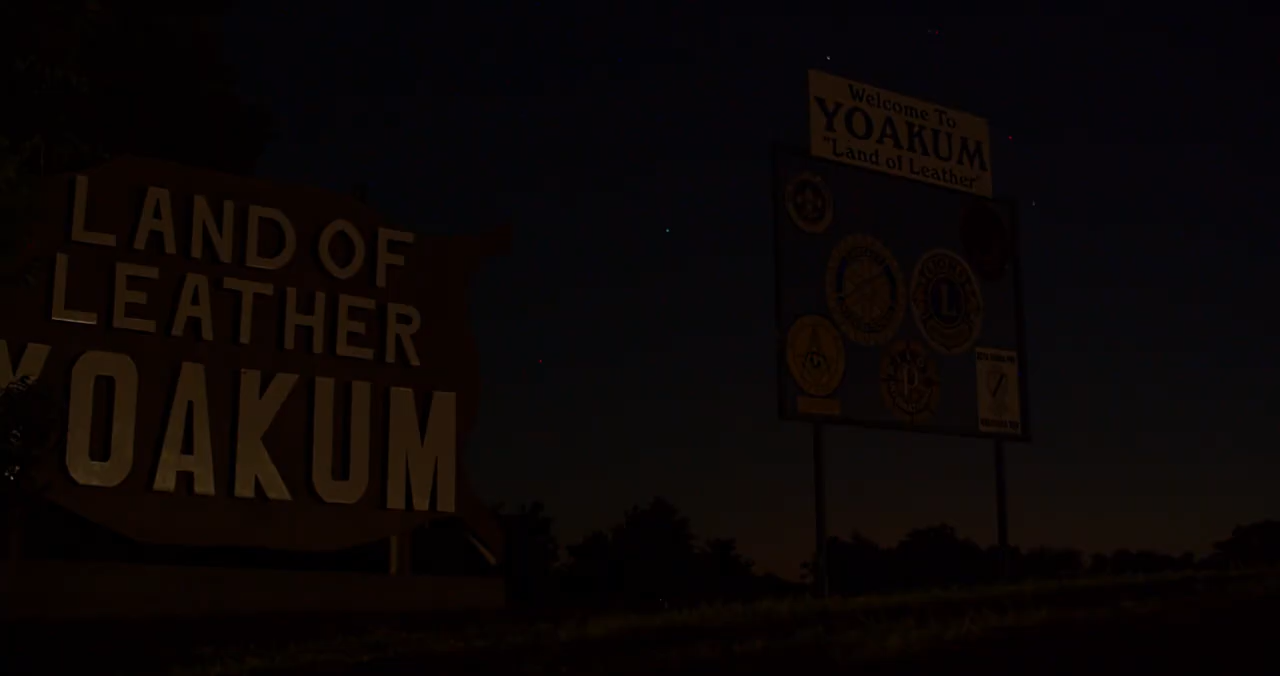 LAND OF
LEATHER
YOAKUM
Welcome To
YOAKUM
"Land of Leather"
L
P